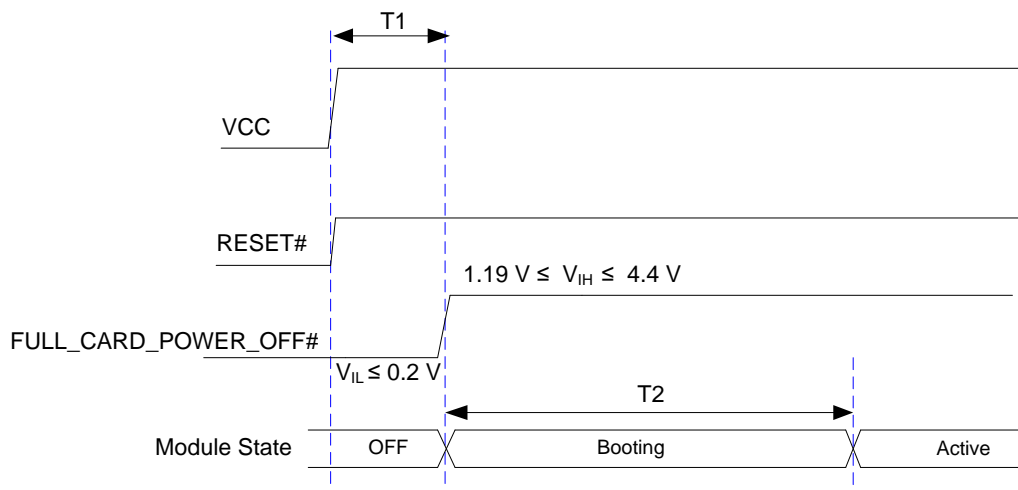 T1
VCC
RESET#
1.19 V ≤ VIH ≤ 4.4 V
FULL_CARD_POWER_OFF#
VIL ≤ 0.2 V
T2
Module State OFF Booting Active